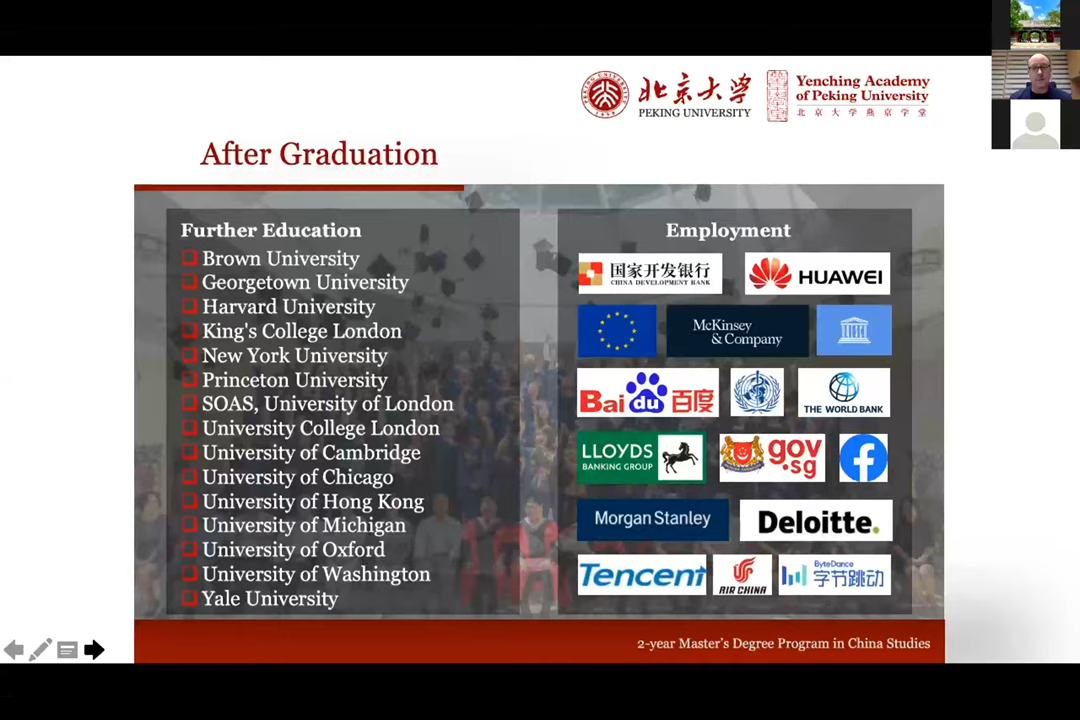 北京大学
PEKING UNIVERSITY
Yenching Academy
of Peking University
北京大学燕京学堂
After Graduation
Further Education
Brown University
Georgetown University
Harvard University
King's College London
New York University
Princeton University
SOAS, University of London
University College London
University of Cambridge
University of Chicago
University of Hong Kong
University of Michigan
University of Oxford
University of Washington
Yale University
Employment
国家开发银行
CHINA DEVELOPMENT BANK
HUAWEI
McKinsey
& Company
Bai du 百度
THE WORLD BANK
LLOYDS
BANKING GROUP
gov
.sg
Morgan Stanley
Deloitte.
Tencent
AIR CHINA
ByteDance
字节跳动
2-year Master's Degree Program in China Studies